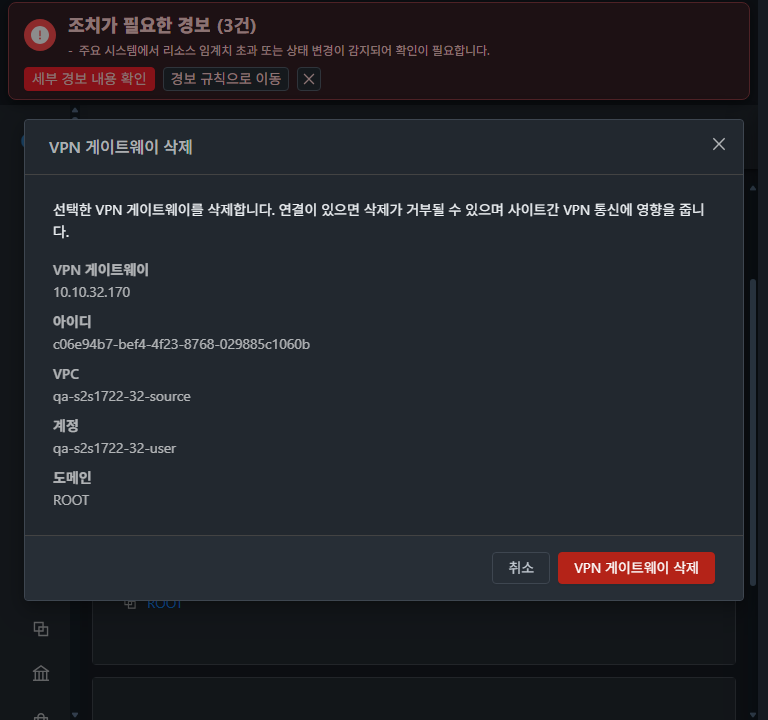 조치가 필요한 경보 (3건)
- 주요 시스템에서 리소스 임계치 초과 또는 상태 변경이 감지되어 확인이 필요합니다.
세부 경보 내용 확인
경보 규칙으로 이동
VPN 게이트웨이 삭제
선택한 VPN 게이트웨이를 삭제합니다. 연결이 있으면 삭제가 거부될 수 있으며 사이트간 VPN 통신에 영향을 줍니
다.
VPN 게이트웨이
10.10.32.170
아이디
c06e94b7-bef4-4f23-8768-029885c1060b
VPC
qa-s2s1722-32-source
계정
qa-s2s1722-32-user
도메인
ROOT
취소
VPN 게이트웨이 삭제
ROOT